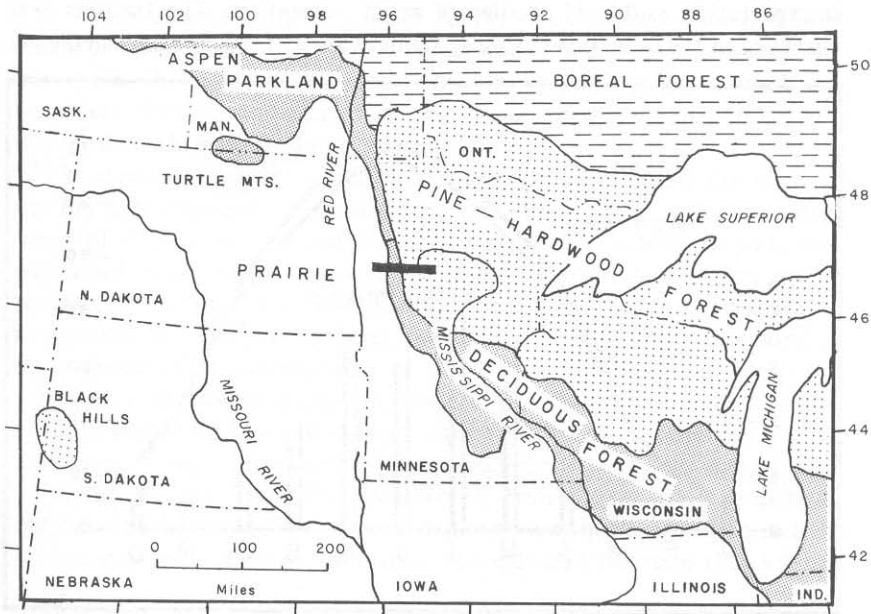 104 102 100 98 96 94 92 90 88 86
ASPEN
PARKLAND
BOREAL FOREST
50
SASK.
MAN.
ONT.
TURTLE MTS.
RED RIVER
48
PINE — HARDWOOD FOREST
LAKE SUPERIOR
PRAIRIE
N. DAKOTA
46
MISSISSIPPI RIVER
DECIDUOUS FOREST
BLACK
HILLS
MISSOURI RIVER
LAKE MICHIGAN
44
MINNESOTA
S. DAKOTA
WISCONSIN
0 100 200
Miles
42
NEBRASKA
IOWA
ILLINOIS
IND.